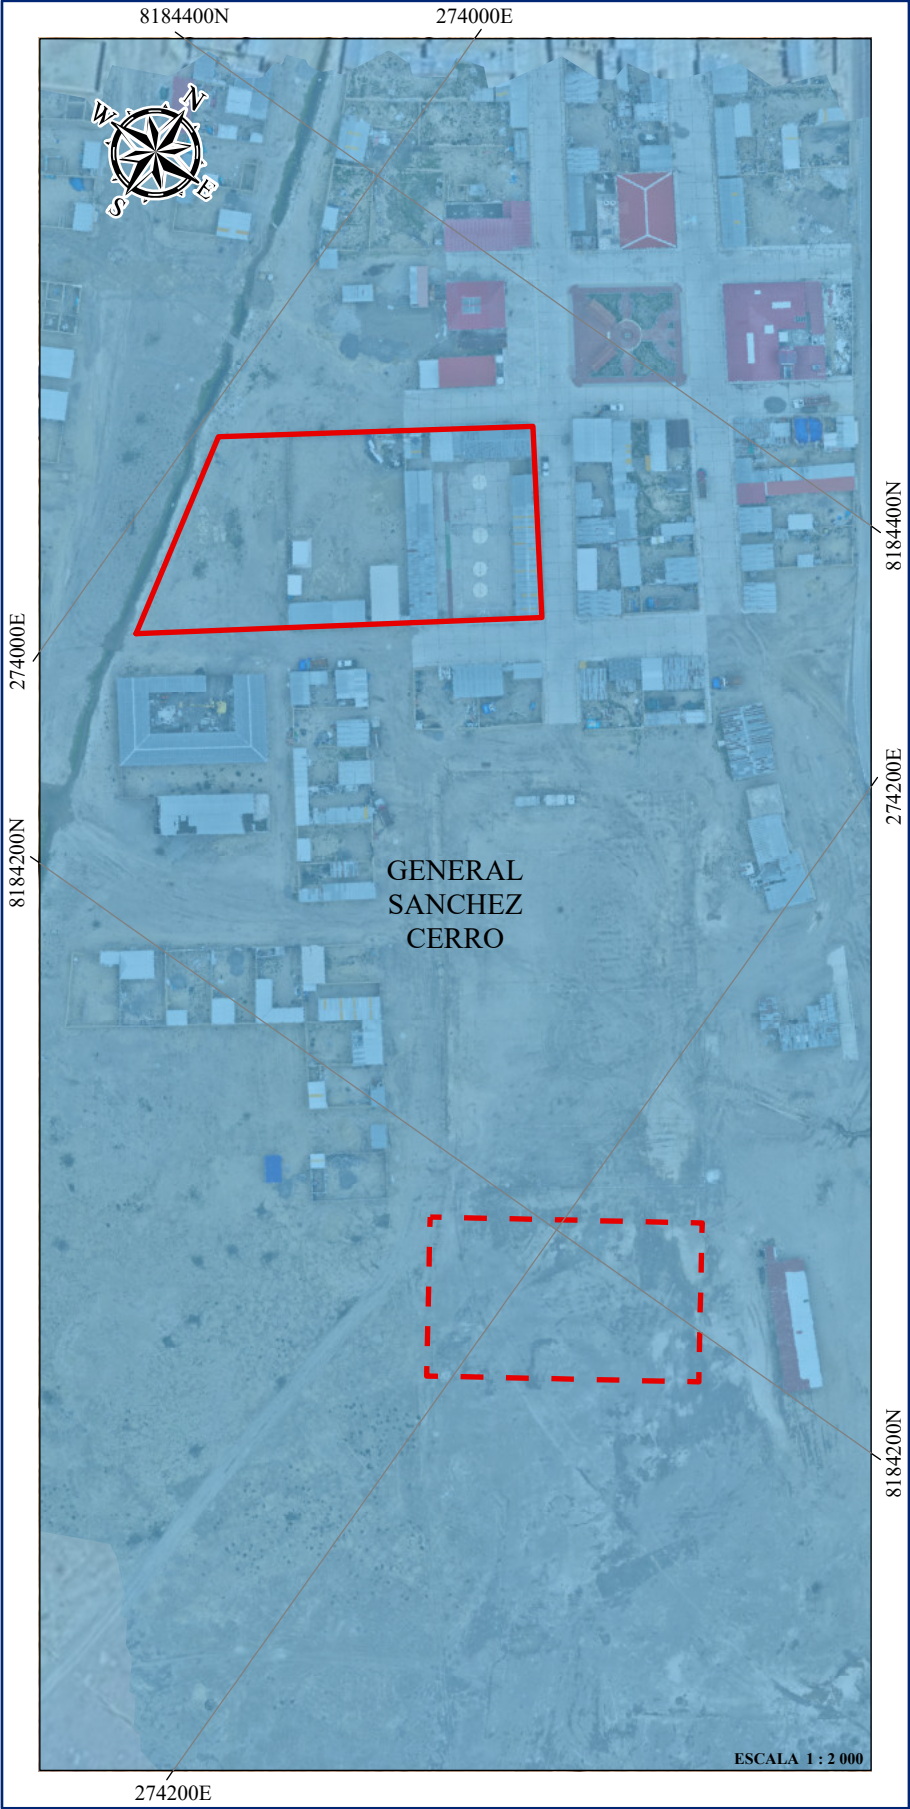 8184400N
274000E
N
W
E
S
8184400N
274000E
274200E
8184200N
GENERAL
SANCHEZ
CERRO
8184200N
ESCALA 1 : 2 000
274200E